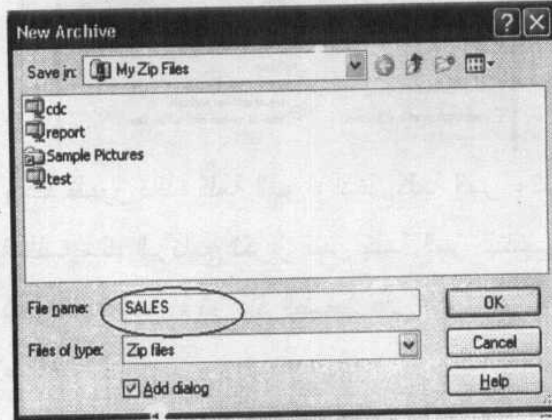 New Archive
Save in: My Zip Files
cdc
report
Sample Pictures
test
File name: SALES
OK
Files of type: Zip files
Cancel
Add dialog
Help